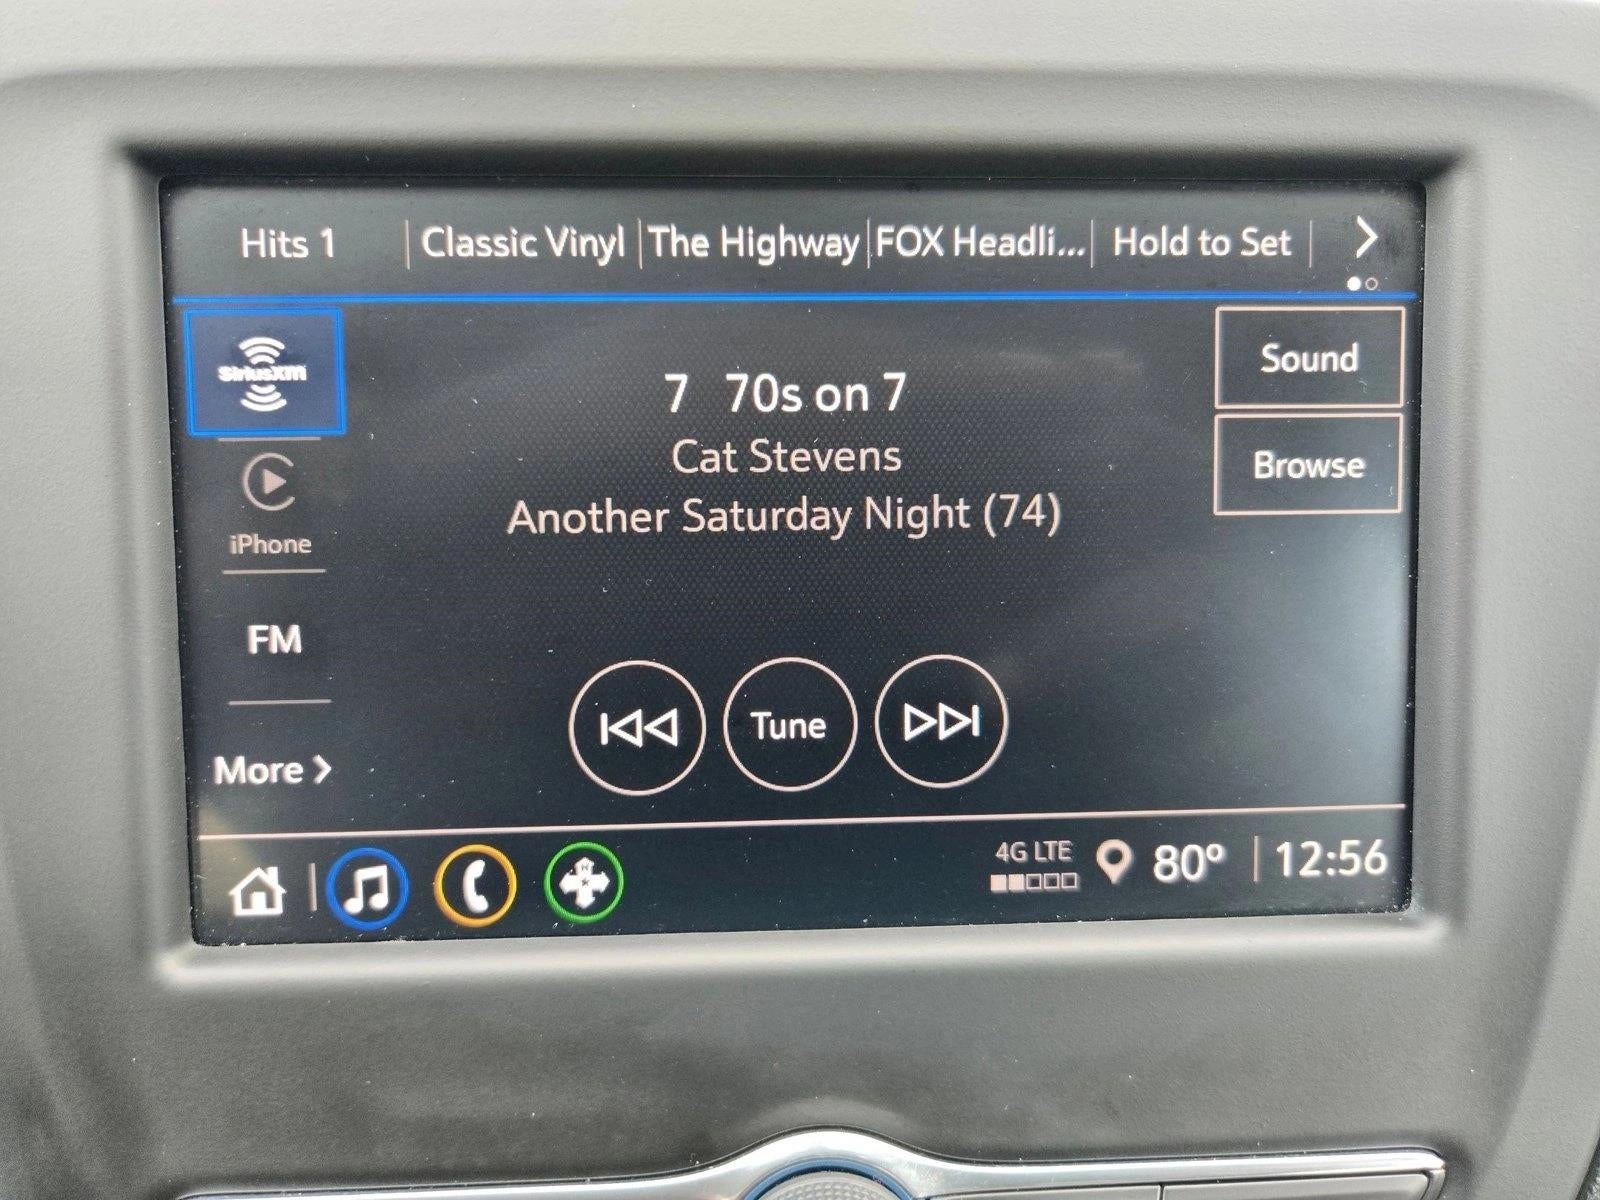 Hits 1 Classic Vinyl The Highway FOX Headli... Hold to Set
SiriusXM
7 70s on 7
Sound
Cat Stevens
Browse
Another Saturday Night (74)
iPhone
FM
Tune
More
4G LTE 80° 12:56